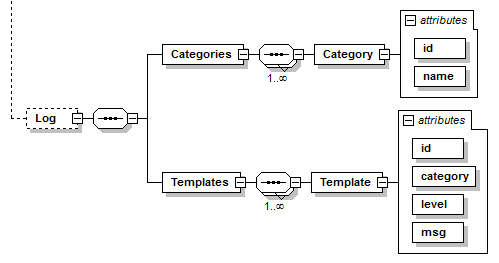 attributes
id
name
Categories
Category
1..∞
Log
attributes
id
category
level
msg
Templates
Template
1..∞